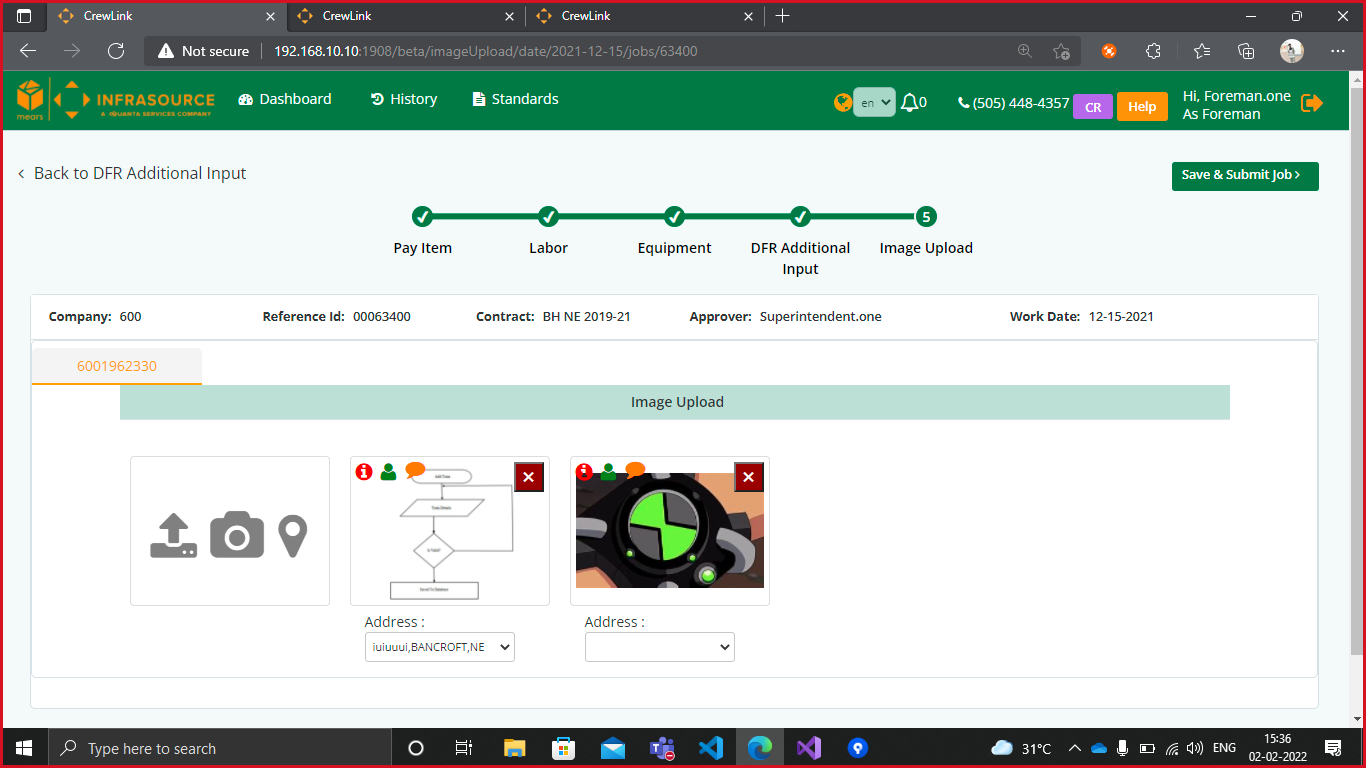 CrewLink
CrewLink
CrewLink
Not secure
192.168.10.10:1908/beta/imageUpload/date/2021-12-15/jobs/63400
mears
INFRASOURCE
A QUANTA SERVICES COMPANY
Dashboard
History
Standards
en
0
(505) 448-4357
CR
Help
Hi, Foreman.one
As Foreman
Back to DFR Additional Input
Save & Submit Job
5
Pay Item
Labor
Equipment
DFR Additional
Input
Image Upload
Company: 600
Reference Id: 00063400
Contract: BH NE 2019-21
Approver: Superintendent.one
Work Date: 12-15-2021
6001962330
Image Upload
Address :
iuiuuui,BANCROFT,NE
Address :
Type here to search
31°C
ENG
15:36
02-02-2022